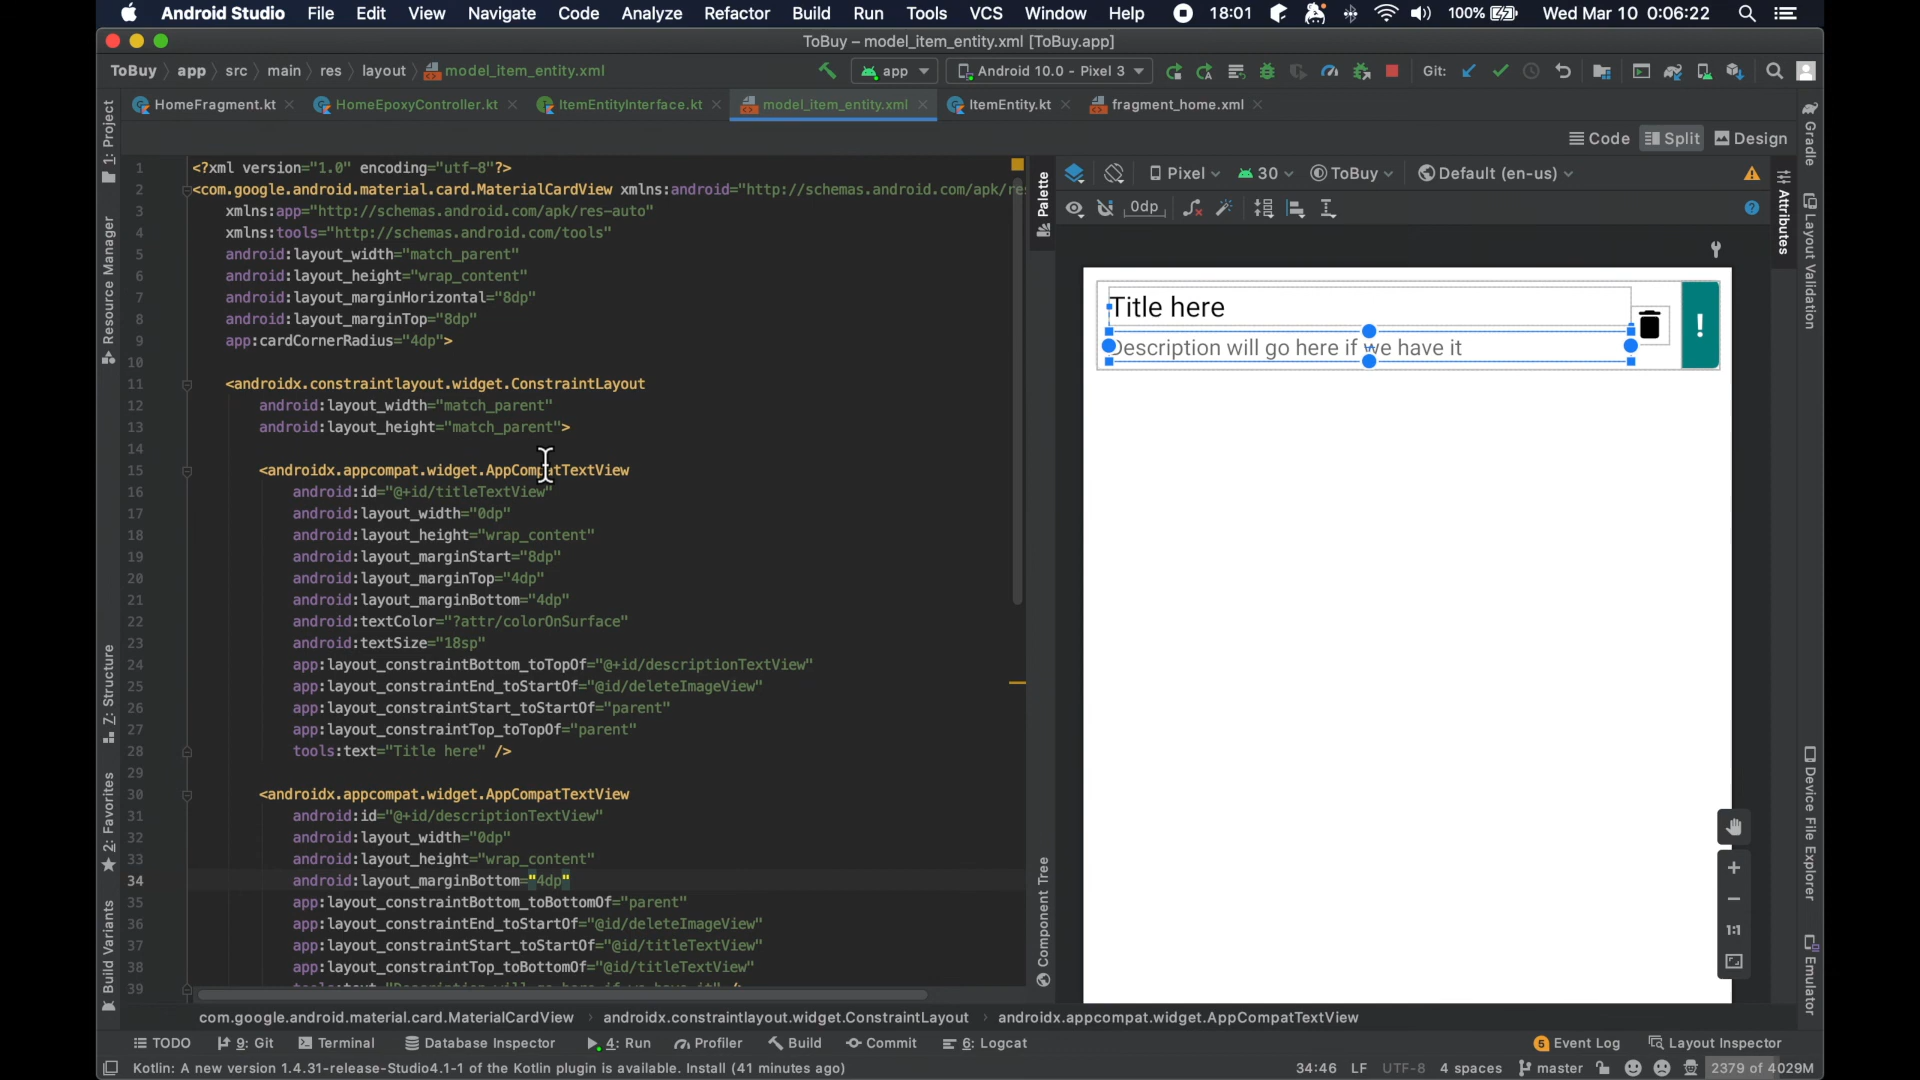 Android Studio File Edit View Navigate Code Analyze Refactor Build Run Tools VCS Window Help 18:01 100% Wed Mar 10 0:06:22
ToBuy – model_item_entity.xml [ToBuy.app]
ToBuy app src main res layout model_item_entity.xml app Android 10.0 - Pixel 3 Git:
HomeFragment.kt HomeEpoxyController.kt ItemEntityInterface.kt model_item_entity.xml ItemEntity.kt fragment_home.xml
Code Split Design
1: Project
Resource Manager
Z: Structure
2: Favorites
Build Variants
1 <?xml version="1.0" encoding="utf-8"?>
2 <com.google.android.material.card.MaterialCardView xmlns:android="http://schemas.android.com/apk/res
3 xmlns:app="http://schemas.android.com/apk/res-auto"
4 xmlns:tools="http://schemas.android.com/tools"
5 android:layout_width="match_parent"
6 android:layout_height="wrap_content"
7 android:layout_marginHorizontal="8dp"
8 android:layout_marginTop="8dp"
9 app:cardCornerRadius="4dp">
10
11 <androidx.constraintlayout.widget.ConstraintLayout
12 android:layout_width="match_parent"
13 android:layout_height="match_parent">
14
15 <androidx.appcompat.widget.AppCompatTextView
16 android:id="@+id/titleTextView"
17 android:layout_width="0dp"
18 android:layout_height="wrap_content"
19 android:layout_marginStart="8dp"
20 android:layout_marginTop="4dp"
21 android:layout_marginBottom="4dp"
22 android:textColor="?attr/colorOnSurface"
23 android:textSize="18sp"
24 app:layout_constraintBottom_toTopOf="@+id/descriptionTextView"
25 app:layout_constraintEnd_toStartOf="@id/deleteImageView"
26 app:layout_constraintStart_toStartOf="parent"
27 app:layout_constraintTop_toTopOf="parent"
28 tools:text="Title here" />
29
30 <androidx.appcompat.widget.AppCompatTextView
31 android:id="@+id/descriptionTextView"
32 android:layout_width="0dp"
33 android:layout_height="wrap_content"
34 android:layout_marginBottom="4dp"
35 app:layout_constraintBottom_toBottomOf="parent"
36 app:layout_constraintEnd_toStartOf="@id/deleteImageView"
37 app:layout_constraintStart_toStartOf="@id/titleTextView"
38 app:layout_constraintTop_toBottomOf="@id/titleTextView"
39
Palette
Component Tree
Pixel 30 ToBuy Default (en-us)
0dp
Title here
Description will go here if we have it
!
1:1
Attributes
Gradle
Layout Validation
Device File Explorer
Emulator
com.google.android.material.card.MaterialCardView androidx.constraintlayout.widget.ConstraintLayout androidx.appcompat.widget.AppCompatTextView
TODO 9: Git Terminal Database Inspector 4: Run Profiler Build Commit 6: Logcat 5 Event Log Layout Inspector
Kotlin: A new version 1.4.31-release-Studio4.1-1 of the Kotlin plugin is available. Install (41 minutes ago) 34:46 LF UTF-8 4 spaces master 2379 of 4029M